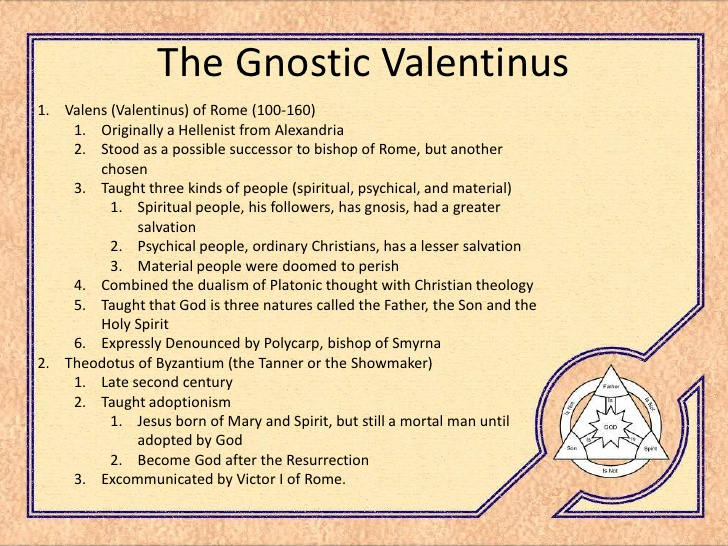 The Gnostic Valentinus
1. Valens (Valentinus) of Rome (100-160)
1. Originally a Hellenist from Alexandria
2. Stood as a possible successor to bishop of Rome, but another
chosen
3. Taught three kinds of people (spiritual, psychical, and material)
1. Spiritual people, his followers, has gnosis, had a greater
salvation
2. Psychical people, ordinary Christians, has a lesser salvation
3. Material people were doomed to perish
4. Combined the dualism of Platonic thought with Christian theology
5. Taught that God is three natures called the Father, the Son and the
Holy Spirit
6. Expressly Denounced by Polycarp, bishop of Smyrna
2. Theodotus of Byzantium (the Tanner or the Showmaker)
1. Late second century
2. Taught adoptionism
1. Jesus born of Mary and Spirit, but still a mortal man until
adopted by God
2. Become God after the Resurrection
3. Excommunicated by Victor I of Rome.
Father
Is Not
Is
Is Not
GOD
Is
Is
Son
Spirit
Is Not